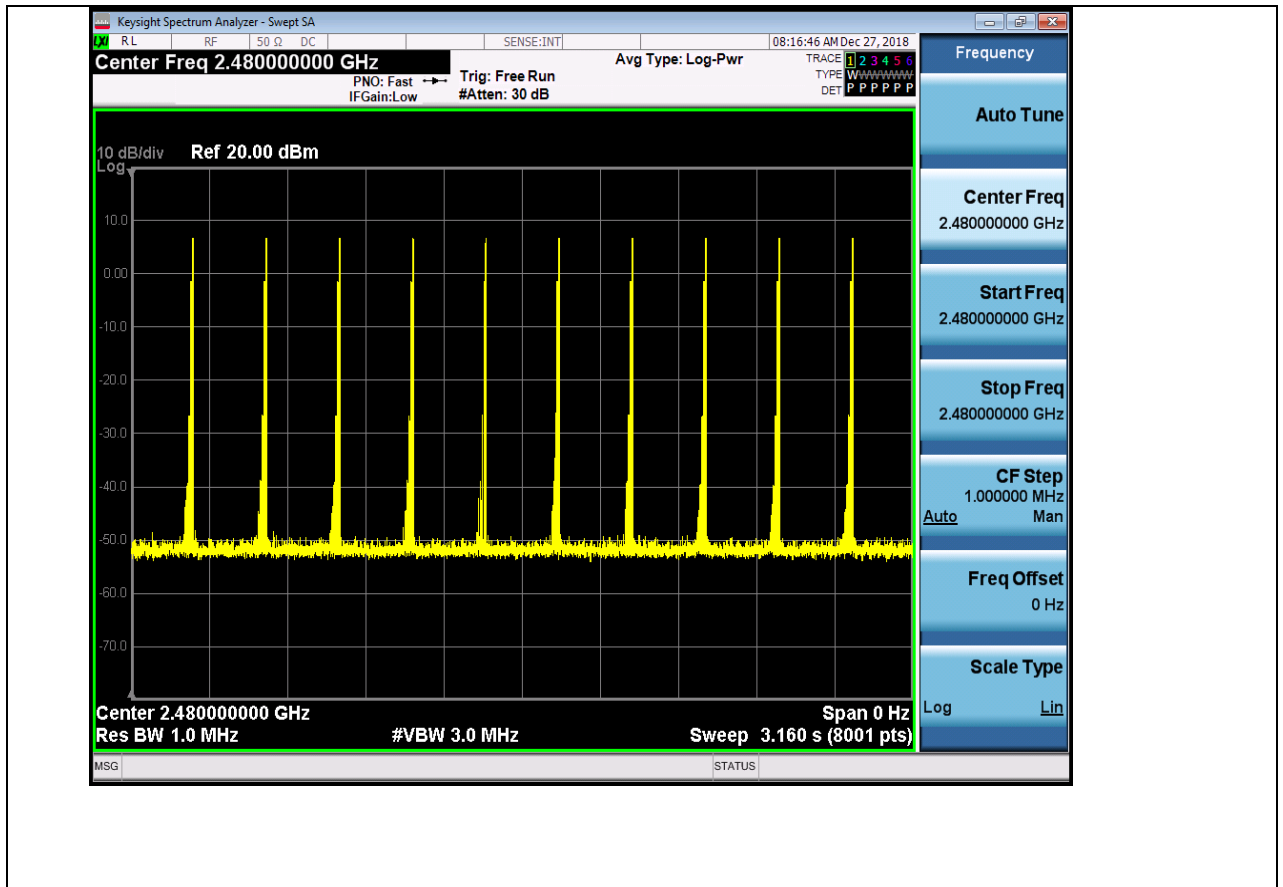 Keysight Spectrum Analyzer - Swept SA
LXI RL RF 50 Ω DC SENSE:INT 08:16:46 AM Dec 27, 2018
Center Freq 2.480000000 GHz
PNO: Fast
IFGain:Low
Trig: Free Run
#Atten: 30 dB
Avg Type: Log-Pwr
TRACE 1 2 3 4 5 6
TYPE WWWWWW
DET P P P P P P
10 dB/div Ref 20.00 dBm
Log
10.0
0.00
-10.0
-20.0
-30.0
-40.0
-50.0
-60.0
-70.0
Center 2.480000000 GHz Span 0 Hz
Res BW 1.0 MHz #VBW 3.0 MHz Sweep 3.160 s (8001 pts)
MSG STATUS
Frequency
Auto Tune
Center Freq
2.480000000 GHz
Start Freq
2.480000000 GHz
Stop Freq
2.480000000 GHz
CF Step
1.000000 MHz
Auto Man
Freq Offset
0 Hz
Scale Type
Log Lin